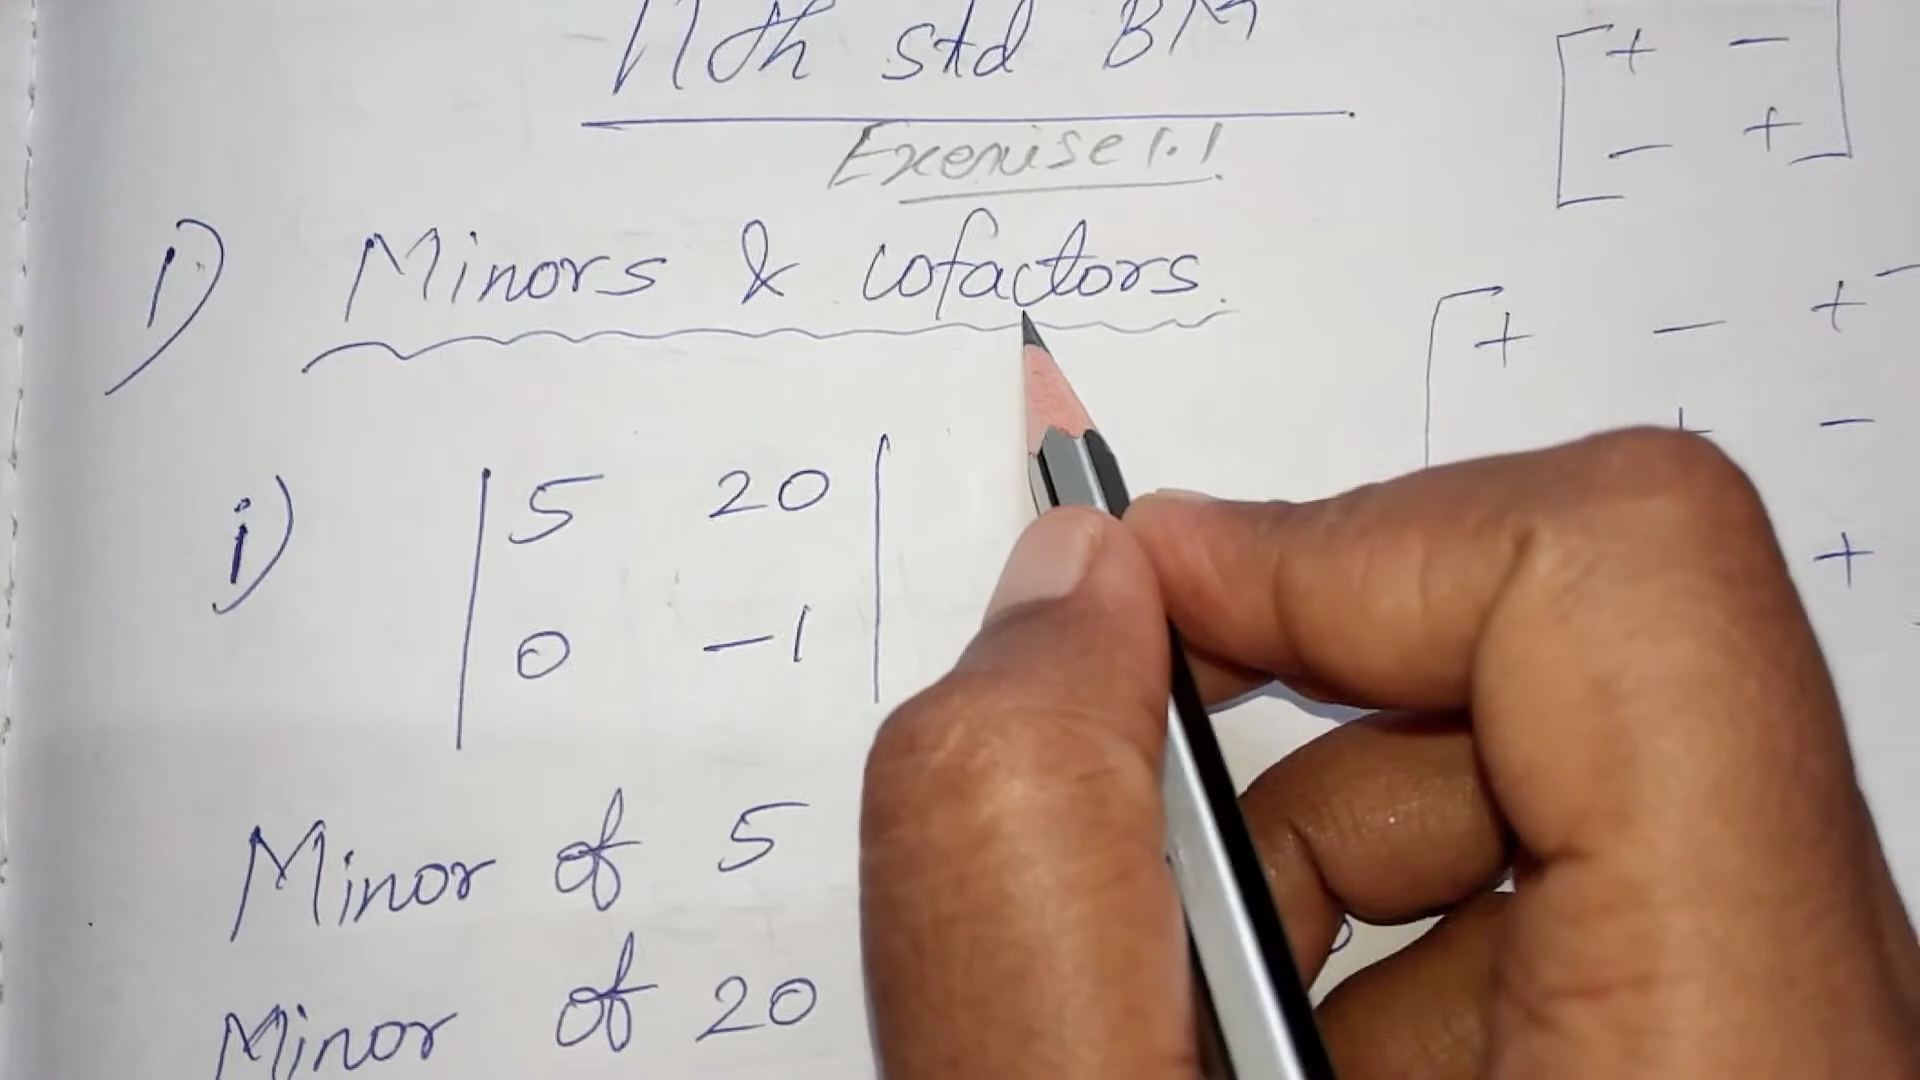 11th std BM
Exercise 1.1
1) Minors & cofactors.
i) | 5 20 |
| 0 -1 |
Minor of 5
Minor of 20
[ + -
- + ]
[ + - +
+ -
+